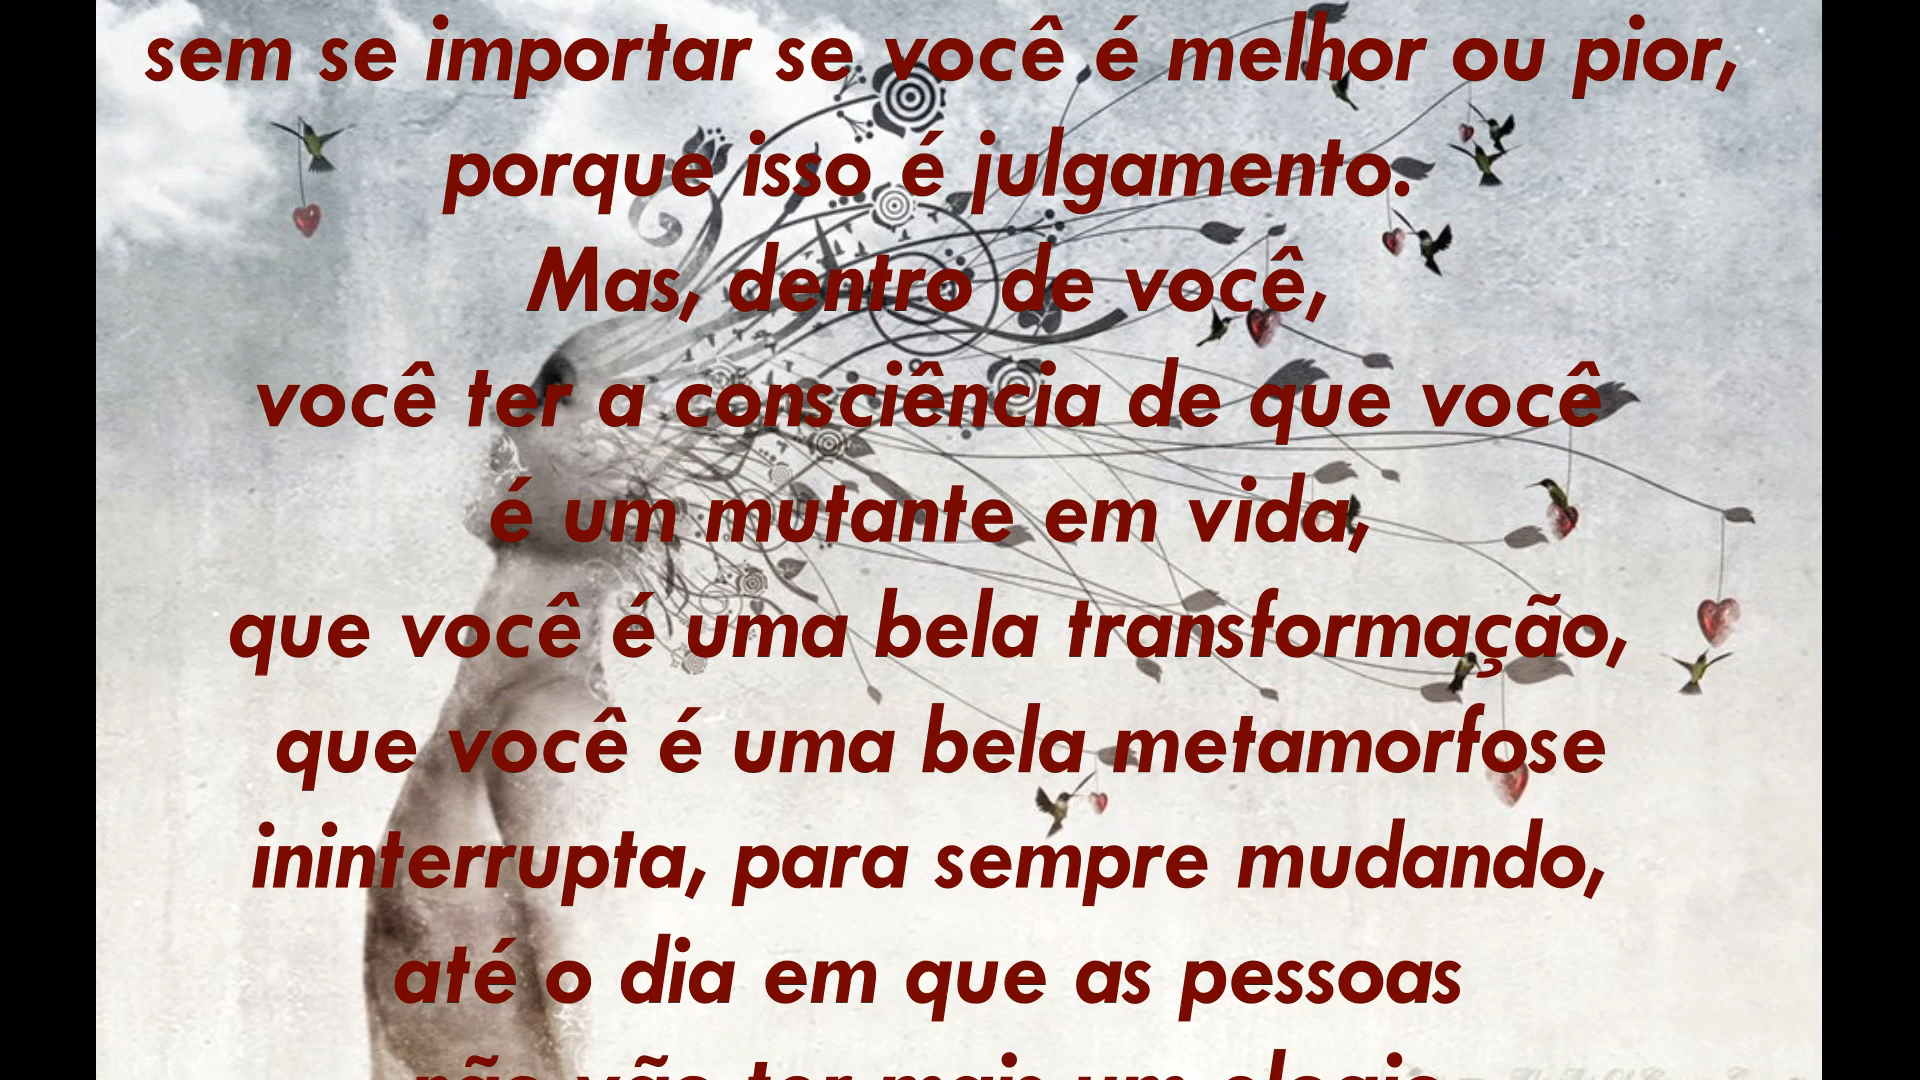 sem se importar se você é melhor ou pior,
porque isso é julgamento.
Mas, dentro de você,
você ter a consciência de que você
é um mutante em vida,
que você é uma bela transformação,
que você é uma bela metamorfose
ininterrupta, para sempre mudando,
até o dia em que as pessoas
não vão ter mais um elogio